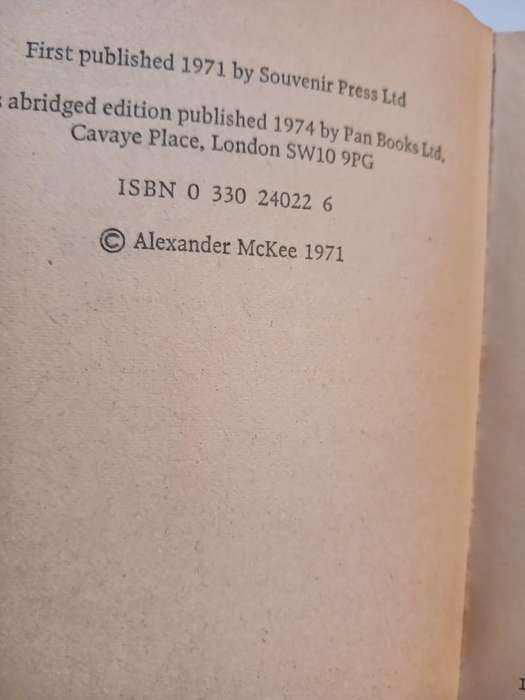 First published 1971 by Souvenir Press Ltd
abridged edition published 1974 by Pan Books Ltd,
Cavaye Place, London SW10 9PG
ISBN 0 330 24022 6
© Alexander McKee 1971